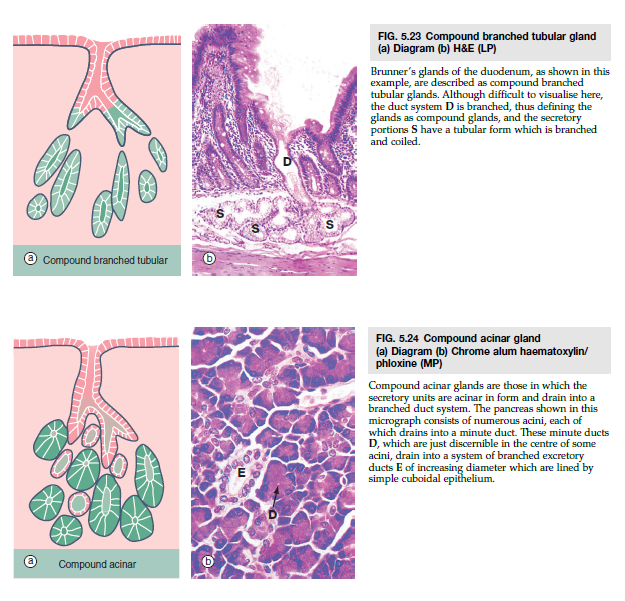 FIG. 5.23 Compound branched tubular gland
(a) Diagram (b) H&E (LP)
Brunner's glands of the duodenum, as shown in this
example, are described as compound branched
tubular glands. Although difficult to visualise here,
the duct system D is branched, thus defining the
glands as compound glands, and the secretory
portions S have a tubular form which is branched
and coiled.
D
S
S
S
a Compound branched tubular
b
FIG. 5.24 Compound acinar gland
(a) Diagram (b) Chrome alum haematoxylin/
phloxine (MP)
Compound acinar glands are those in which the
secretory units are acinar in form and drain into a
branched duct system. The pancreas shown in this
micrograph consists of numerous acini, each of
which drains into a minute duct. These minute ducts
D, which are just discernible in the centre of some
acini, drain into a system of branched excretory
ducts E of increasing diameter which are lined by
simple cuboidal epithelium.
E
D
a Compound acinar
b